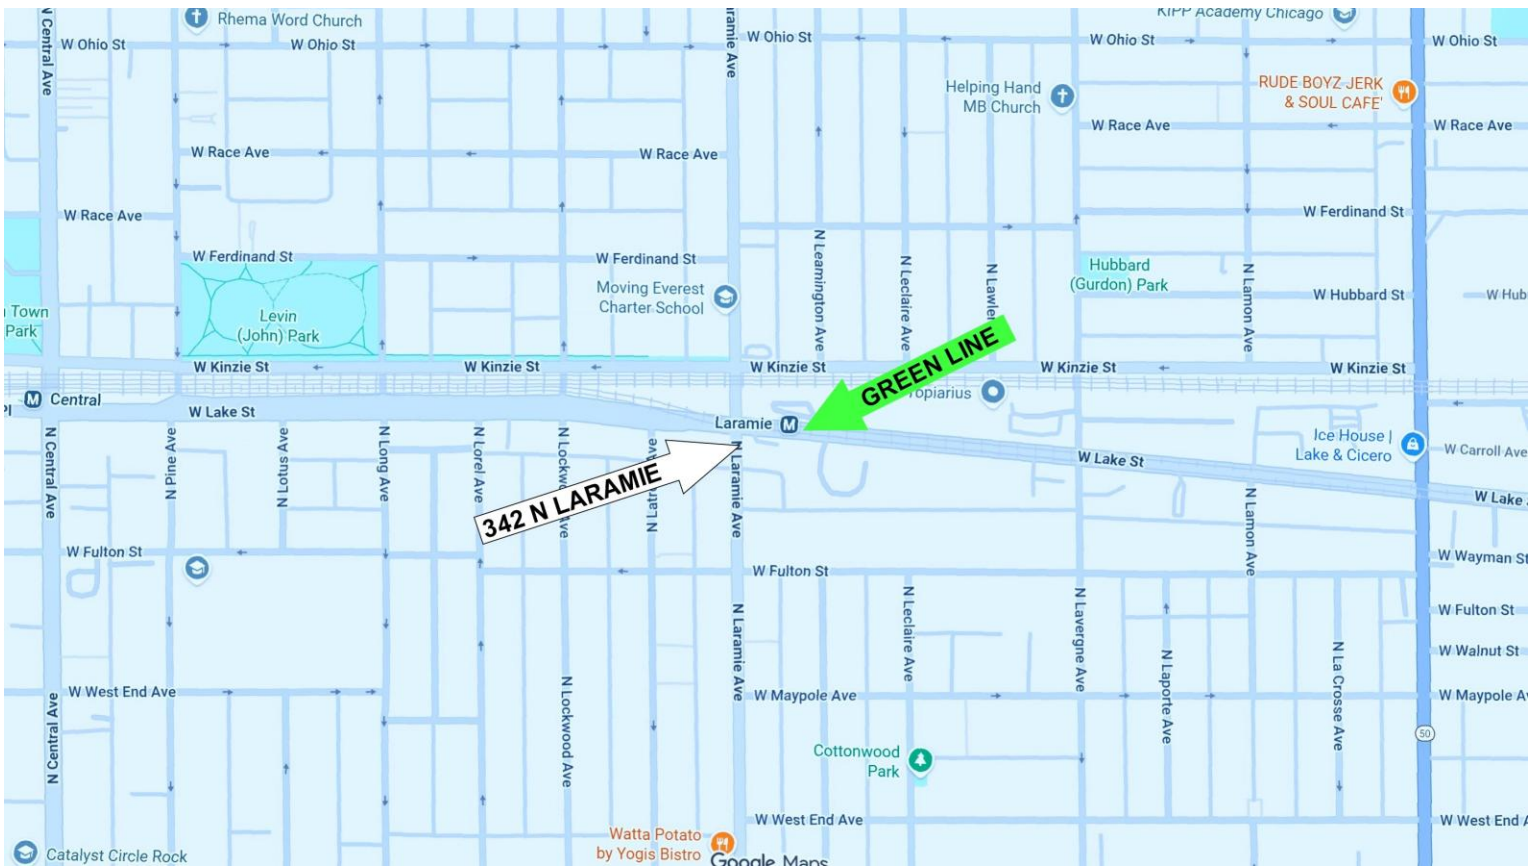 Rhema Word Church
KIPP Academy Chicago
N Central Ave
W Ohio St
W Ohio St
Laramie Ave
W Ohio St
W Ohio St
W Ohio St
Helping Hand
MB Church
RUDE BOYZ JERK
& SOUL CAFE'
W Race Ave
W Race Ave
W Race Ave
W Race Ave
W Race Ave
W Ferdinand St
W Ferdinand St
W Ferdinand St
Moving Everest
Charter School
N Leamington Ave
N Leclaire Ave
N Lawler
Hubbard
(Gurdon) Park
N Lamon Ave
W Hubbard St
W Hub
Town
Park
Levin
(John) Park
W Kinzie St
W Kinzie St
W Kinzie St
W Kinzie St
W Kinzie St
GREEN LINE
Central
W Lake St
Laramie
opiarius
Ice House |
Lake & Cicero
W Carroll Ave
W Lake St
W Lake
342 N LARAMIE
N Central Ave
N Pine Ave
N Lotus Ave
N Long Ave
N Lorel Ave
N Lockwood Ave
N Latr
Ave
N Laramie Ave
N Lamon Ave
W Fulton St
W Fulton St
W Wayman St
W Fulton St
W Walnut St
N Laramie Ave
N Leclaire Ave
N Lavergne Ave
N Laporte Ave
N La Crosse Ave
W West End Ave
W Maypole Ave
W Maypole Av
N Central Ave
N Lockwood Ave
50
Cottonwood
Park
W West End Ave
W West End A
Watta Potato
by Yogis Bistro
Google Maps
Catalyst Circle Rock